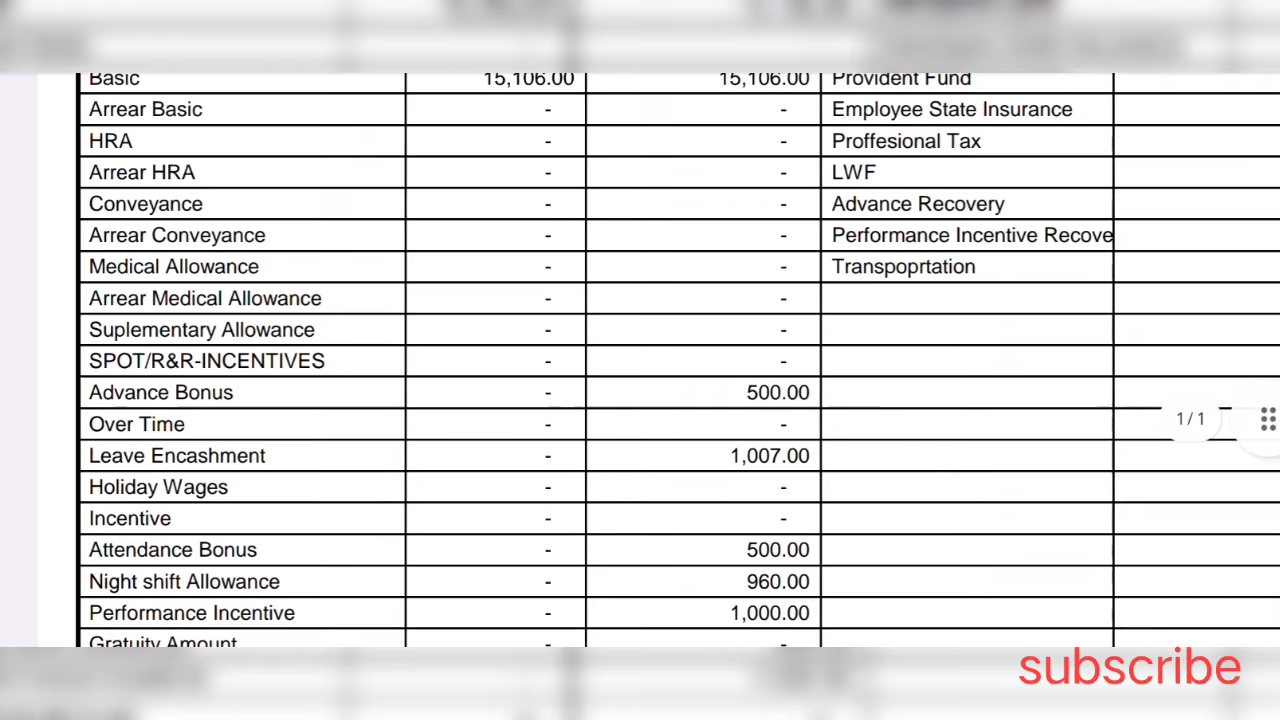 Basic 15,106.00 15,106.00 Provident Fund
Arrear Basic - - Employee State Insurance
HRA - - Proffesional Tax
Arrear HRA - - LWF
Conveyance - - Advance Recovery
Arrear Conveyance - - Performance Incentive Recove
Medical Allowance - - Transpoprtation
Arrear Medical Allowance - -
Suplementary Allowance - -
SPOT/R&R-INCENTIVES - -
Advance Bonus - 500.00
1/1
Over Time - -
Leave Encashment - 1,007.00
Holiday Wages - -
Incentive - -
Attendance Bonus - 500.00
Night shift Allowance - 960.00
Performance Incentive - 1,000.00
Gratuity Amount - -
subscribe